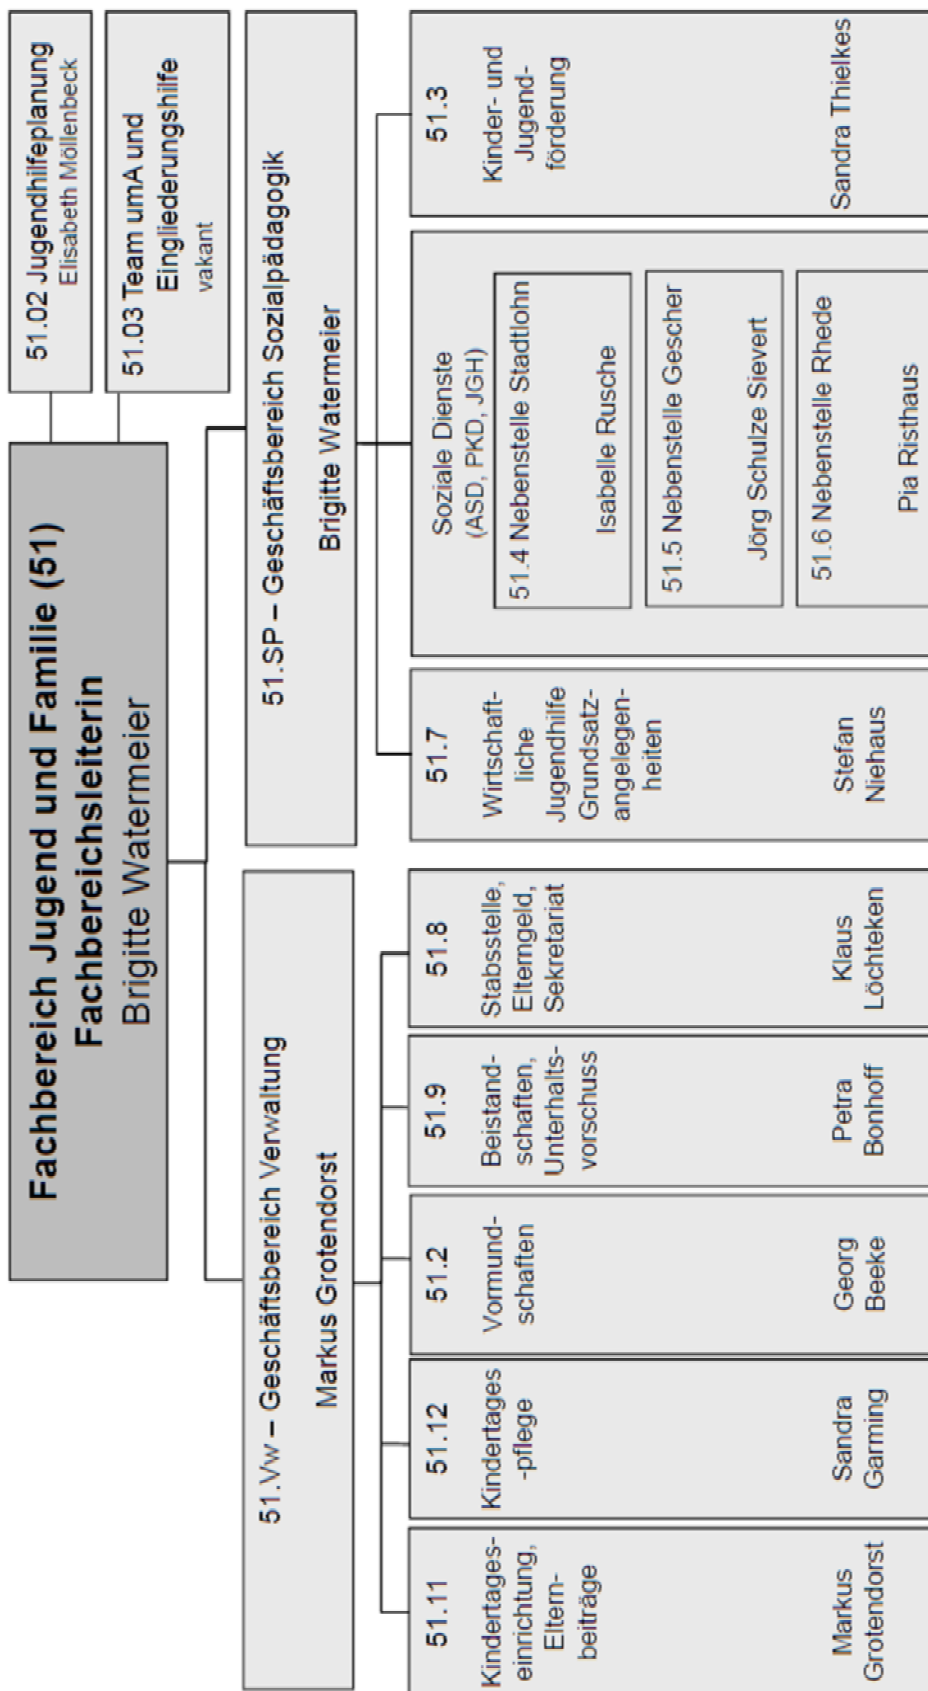 Fachbereich Jugend und Familie (51)
Fachbereichsleiterin
Brigitte Watermeier
51.02 Jugendhilfeplanung
Elisabeth Möllenbeck
51.03 Team umA und
Eingliederungshilfe
vakant
51.Vw – Geschäftsbereich Verwaltung
Markus Grotendorst
51.SP – Geschäftsbereich Sozialpädagogik
Brigitte Watermeier
51.11
Kindertages-
einrichtung,
Eltern-
beiträge
Markus
Grotendorst
51.12
Kindertages
-pflege
Sandra
Garming
51.2
Vormund-
schaften
Georg
Beeke
51.9
Beistand-
schaften,
Unterhalts-
vorschuss
Petra
Bonhoff
51.8
Stabsstelle,
Elterngeld,
Sekretariat
Klaus
Löchteken
51.7
Wirtschaft-
liche
Jugendhilfe
Grundsatz-
angelegen-
heiten
Stefan
Niehaus
Soziale Dienste
(ASD, PKD, JGH)
51.4 Nebenstelle Stadtlohn
Isabelle Rusche
51.5 Nebenstelle Gescher
Jörg Schulze Sievert
51.6 Nebenstelle Rhede
Pia Risthaus
51.3
Kinder- und
Jugend-
förderung
Sandra Thielkes